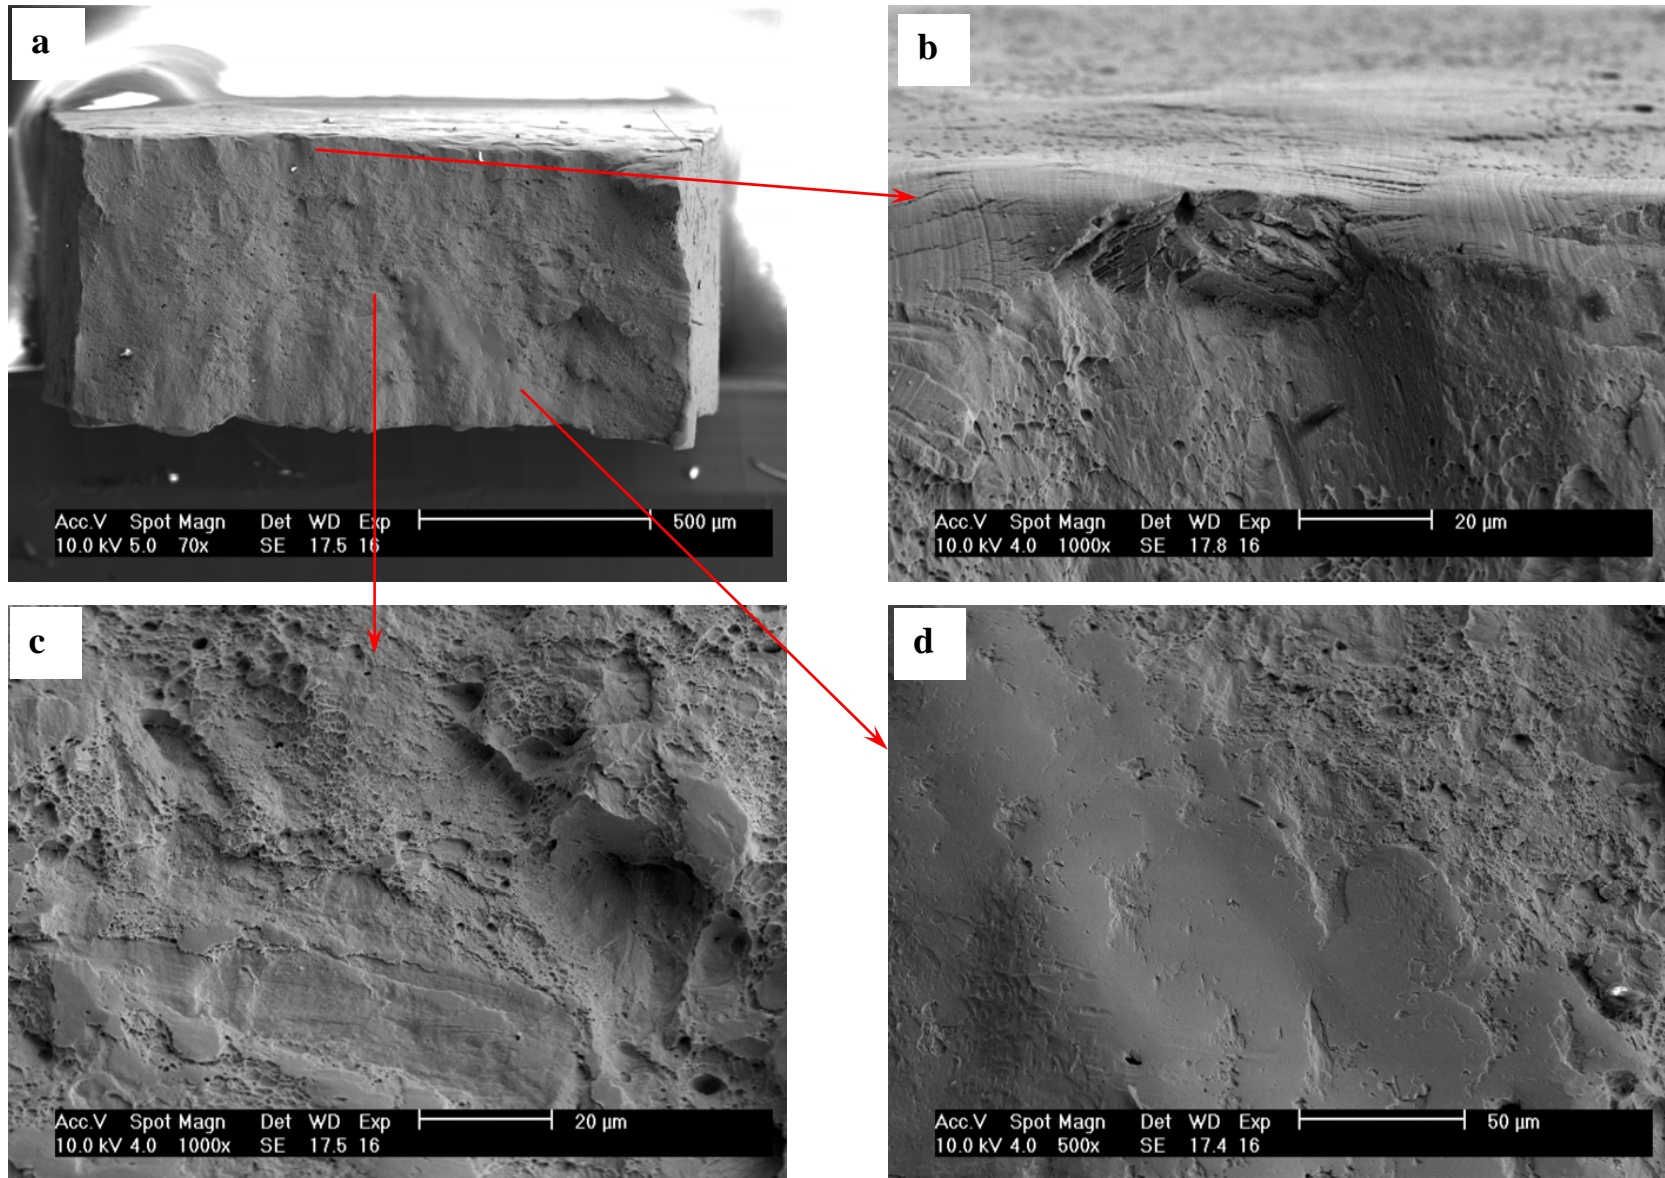 a
Acc.V Spot Magn Det WD Exp 500 µm
10.0 kV 5.0 70x SE 17.5 16
b
Acc.V Spot Magn Det WD Exp 20 µm
10.0 kV 4.0 1000x SE 17.8 16
c
Acc.V Spot Magn Det WD Exp 20 µm
10.0 kV 4.0 1000x SE 17.5 16
d
Acc.V Spot Magn Det WD Exp 50 µm
10.0 kV 4.0 500x SE 17.4 16